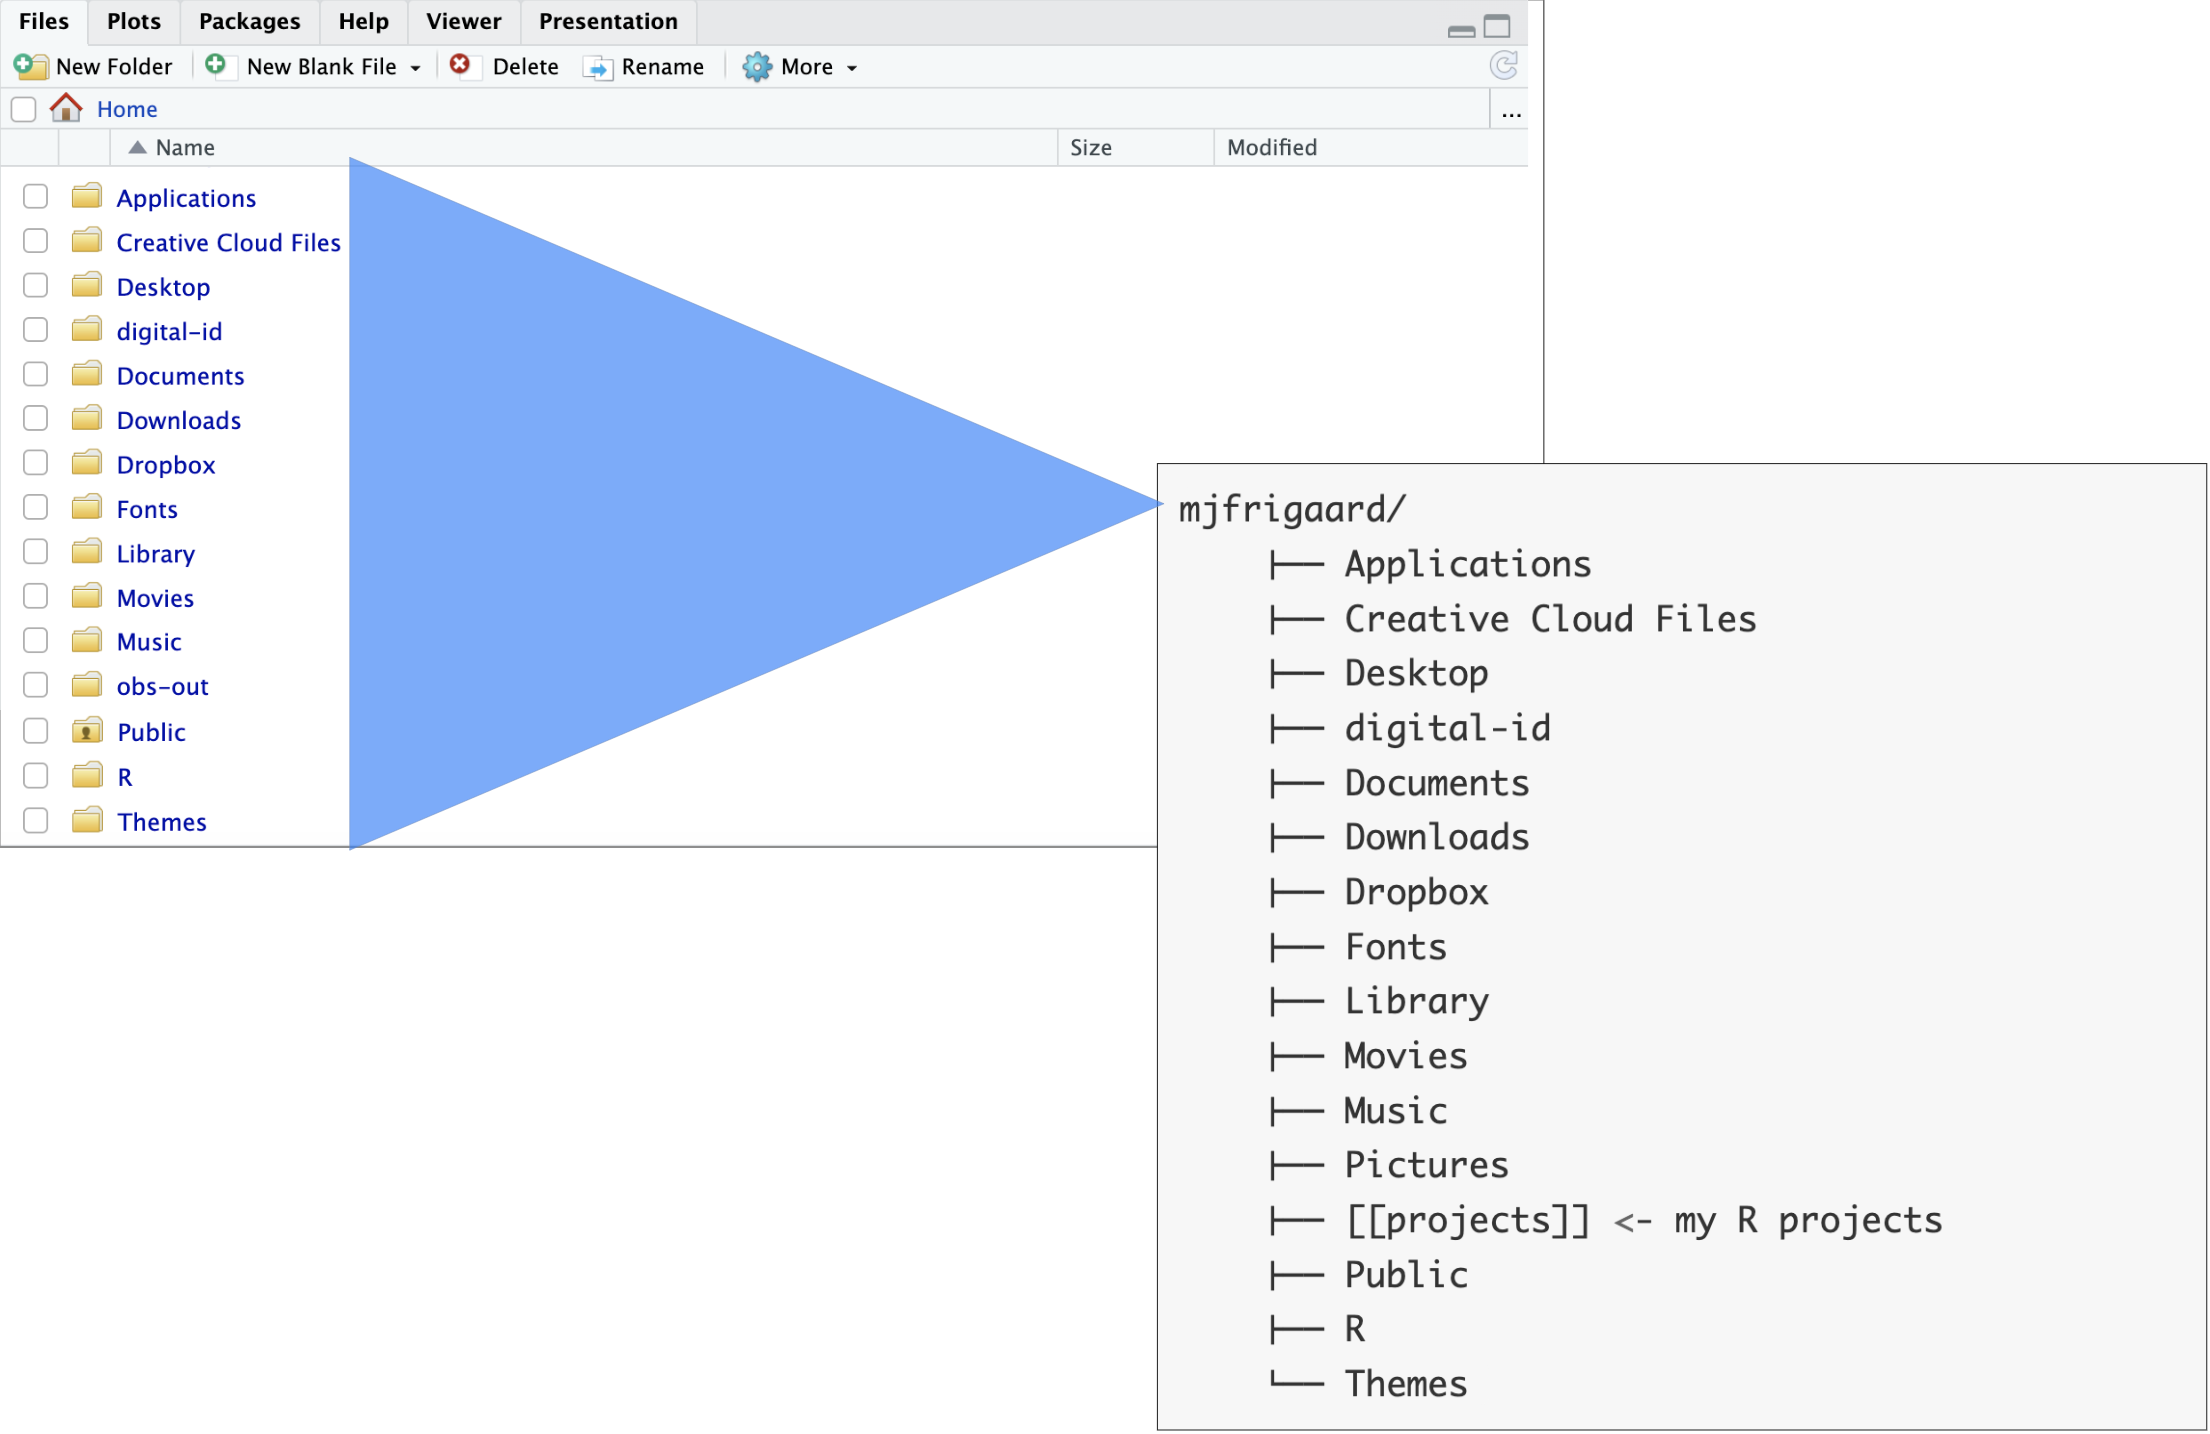 Files Plots Packages Help Viewer Presentation
New Folder New Blank File Delete Rename More
Home ...
Name Size Modified
Applications
Creative Cloud Files
Desktop
digital-id
Documents
Downloads
Dropbox
Fonts
Library
Movies
Music
obs-out
Public
R
Themes
mjfrigaard/
├── Applications
├── Creative Cloud Files
├── Desktop
├── digital-id
├── Documents
├── Downloads
├── Dropbox
├── Fonts
├── Library
├── Movies
├── Music
├── Pictures
├── [[projects]] <- my R projects
├── Public
├── R
└── Themes